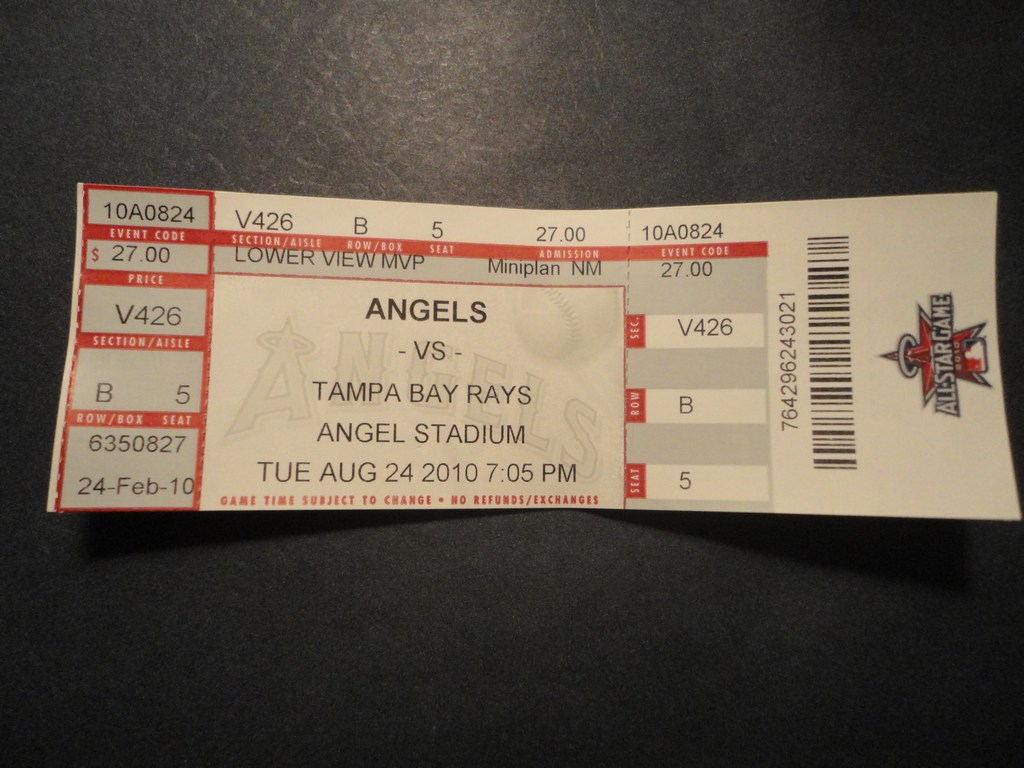 10A0824
EVENT CODE
$ 27.00
PRICE
V426
SECTION/AISLE
B 5
ROW/BOX SEAT
6350827
24-Feb-10
V426 B 5 27.00
SECTION/AISLE ROW/BOX SEAT ADMISSION
LOWER VIEW MVP Miniplan NM
ANGELS
ANGELS
- VS -
TAMPA BAY RAYS
ANGEL STADIUM
TUE AUG 24 2010 7:05 PM
GAME TIME SUBJECT TO CHANGE • NO REFUNDS/EXCHANGES
10A0824
EVENT CODE
27.00
SEC. V426
ROW B
SEAT 5
764296243021
ALL STAR GAME
2010